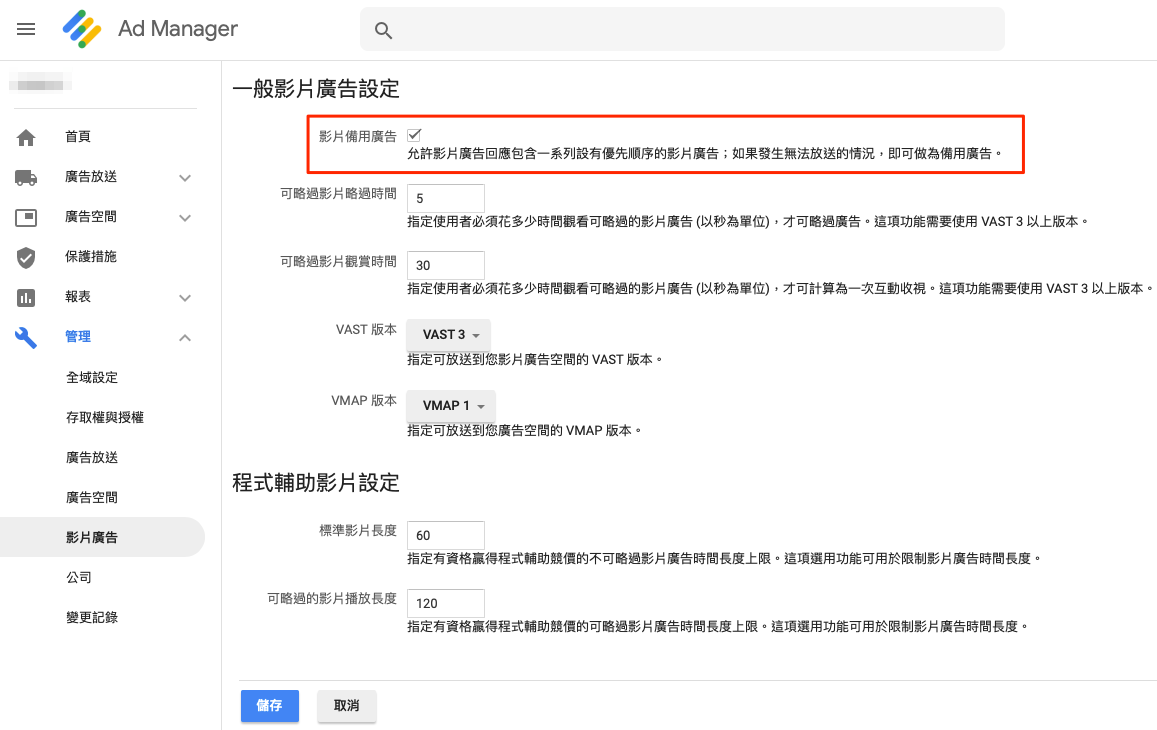 Ad Manager
首頁
廣告放送
廣告空間
保護措施
報表
管理
全域設定
存取權與授權
廣告放送
廣告空間
影片廣告
公司
變更記錄
一般影片廣告設定
影片備用廣告
允許影片廣告回應包含一系列設有優先順序的影片廣告；如果發生無法放送的情況，即可做為備用廣告。
可略過影片略過時間
5
指定使用者必須花多少時間觀看可略過的影片廣告 (以秒為單位)，才可略過廣告。這項功能需要使用 VAST 3 以上版本。
可略過影片觀賞時間
30
指定使用者必須花多少時間觀看可略過的影片廣告 (以秒為單位)，才可計算為一次互動收視。這項功能需要使用 VAST 3 以上版本。
VAST 版本
VAST 3
指定可放送到您影片廣告空間的 VAST 版本。
VMAP 版本
VMAP 1
指定可放送到您廣告空間的 VMAP 版本。
程式輔助影片設定
標準影片長度
60
指定有資格贏得程式輔助競價的不可略過影片廣告時間長度上限。這項選用功能可用於限制影片廣告時間長度。
可略過的影片播放長度
120
指定有資格贏得程式輔助競價的可略過影片廣告時間長度上限。這項選用功能可用於限制影片廣告時間長度。
儲存
取消